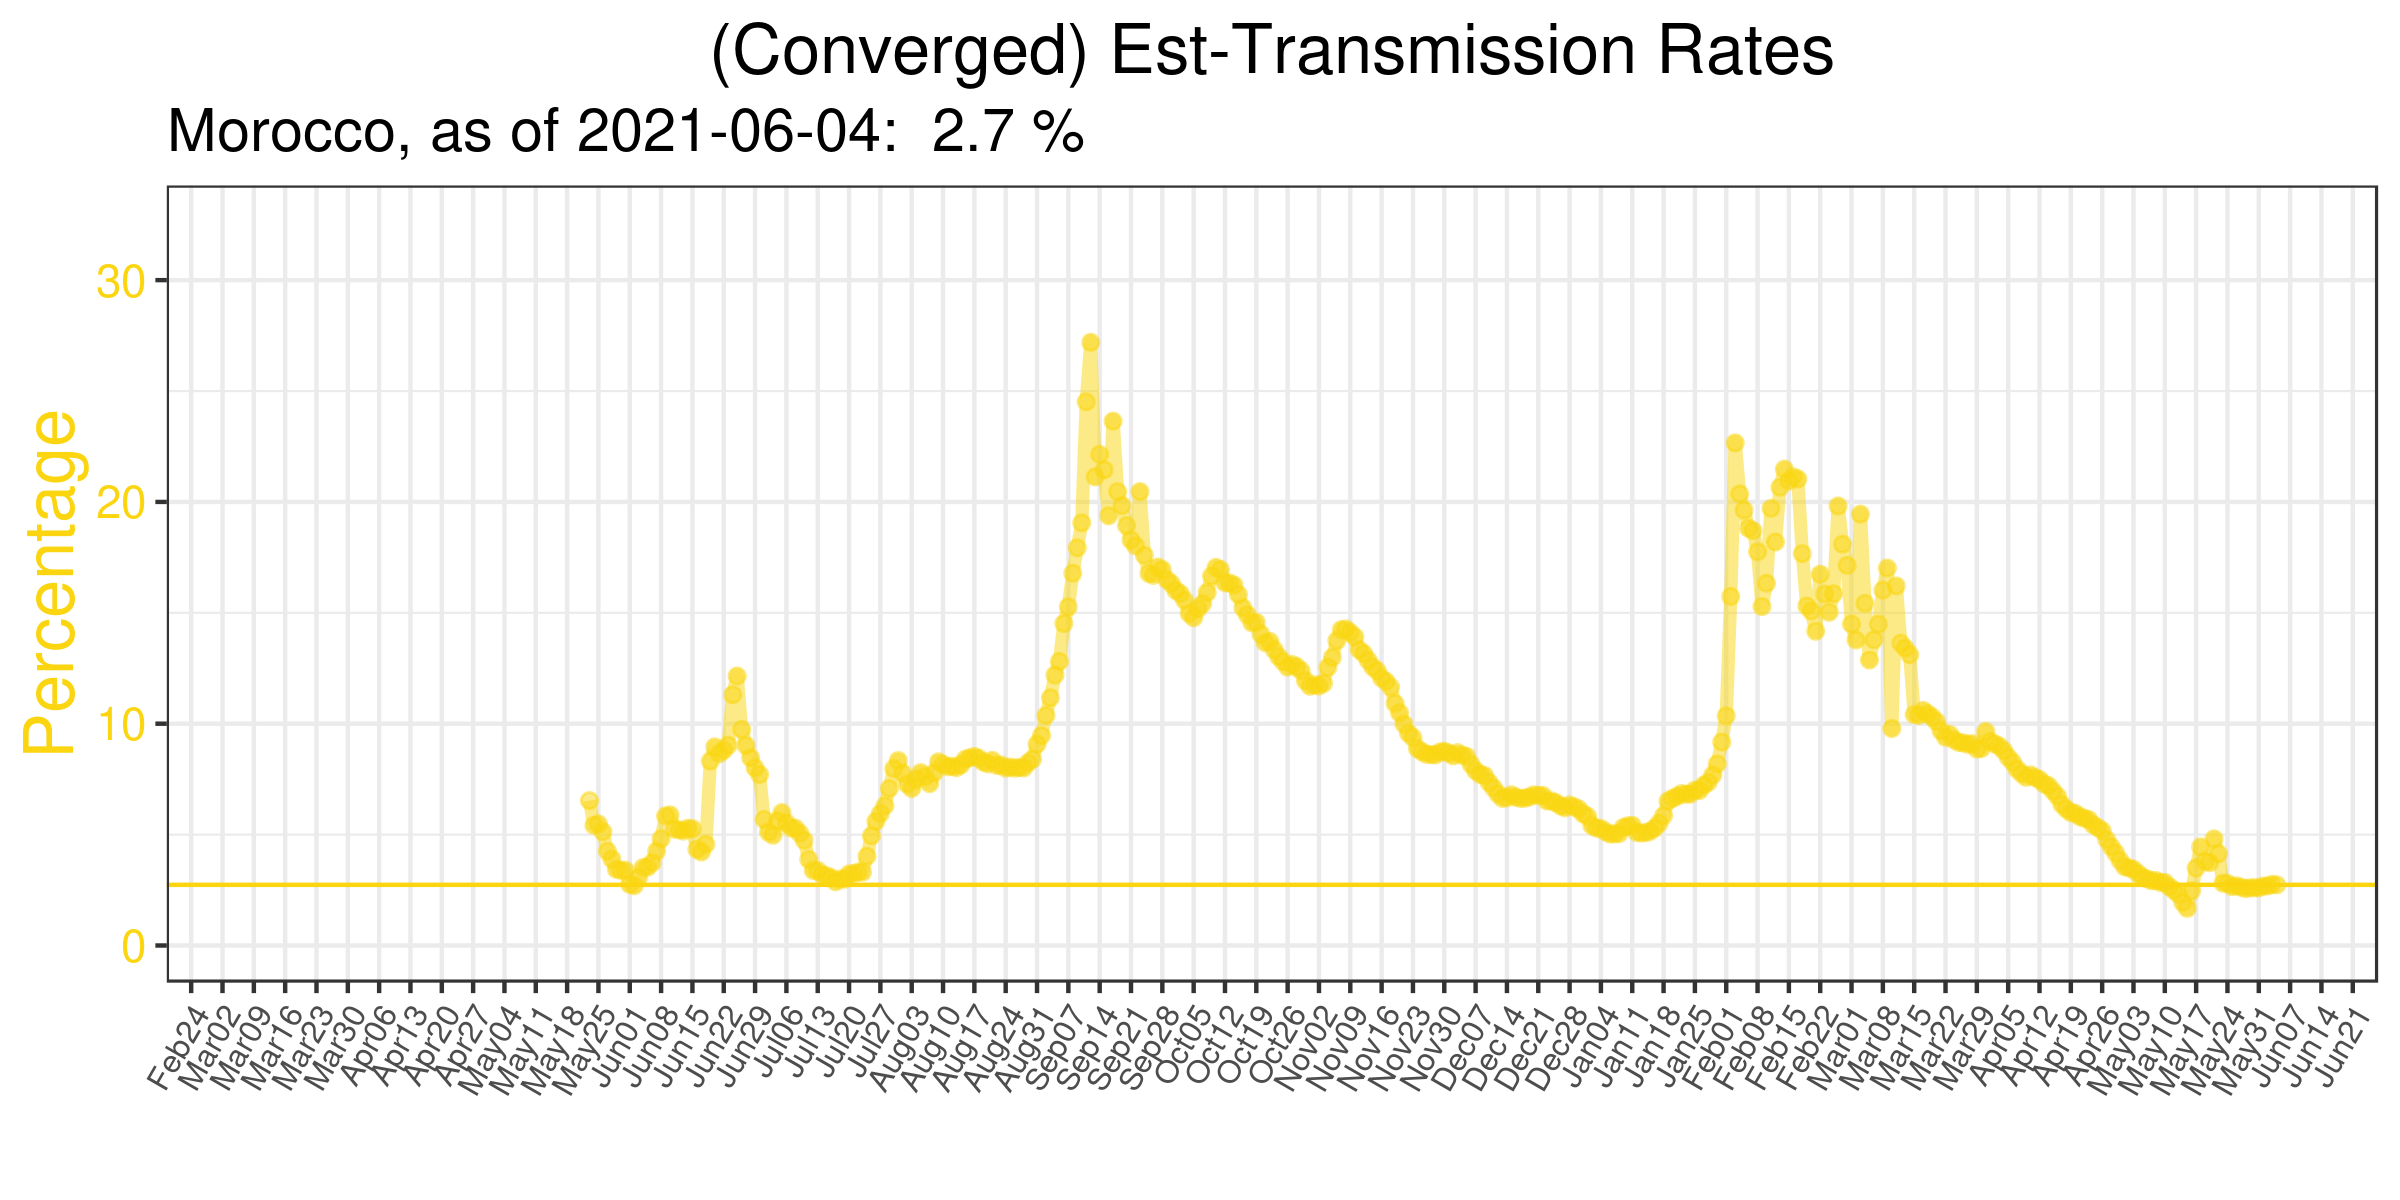 (Converged) Est-Transmission Rates
Morocco, as of 2021-06-04:  2.7 %
Percentage
30
20
10
0
Feb24
Mar02
Mar09
Mar16
Mar23
Mar30
Apr06
Apr13
Apr20
Apr27
May04
May11
May18
May25
Jun01
Jun08
Jun15
Jun22
Jun29
Jul06
Jul13
Jul20
Jul27
Aug03
Aug10
Aug17
Aug24
Aug31
Sep07
Sep14
Sep21
Sep28
Oct05
Oct12
Oct19
Oct26
Nov02
Nov09
Nov16
Nov23
Nov30
Dec07
Dec14
Dec21
Dec28
Jan04
Jan11
Jan18
Jan25
Feb01
Feb08
Feb15
Feb22
Mar01
Mar08
Mar15
Mar22
Mar29
Apr05
Apr12
Apr19
Apr26
May03
May10
May17
May24
May31
Jun07
Jun14
Jun21